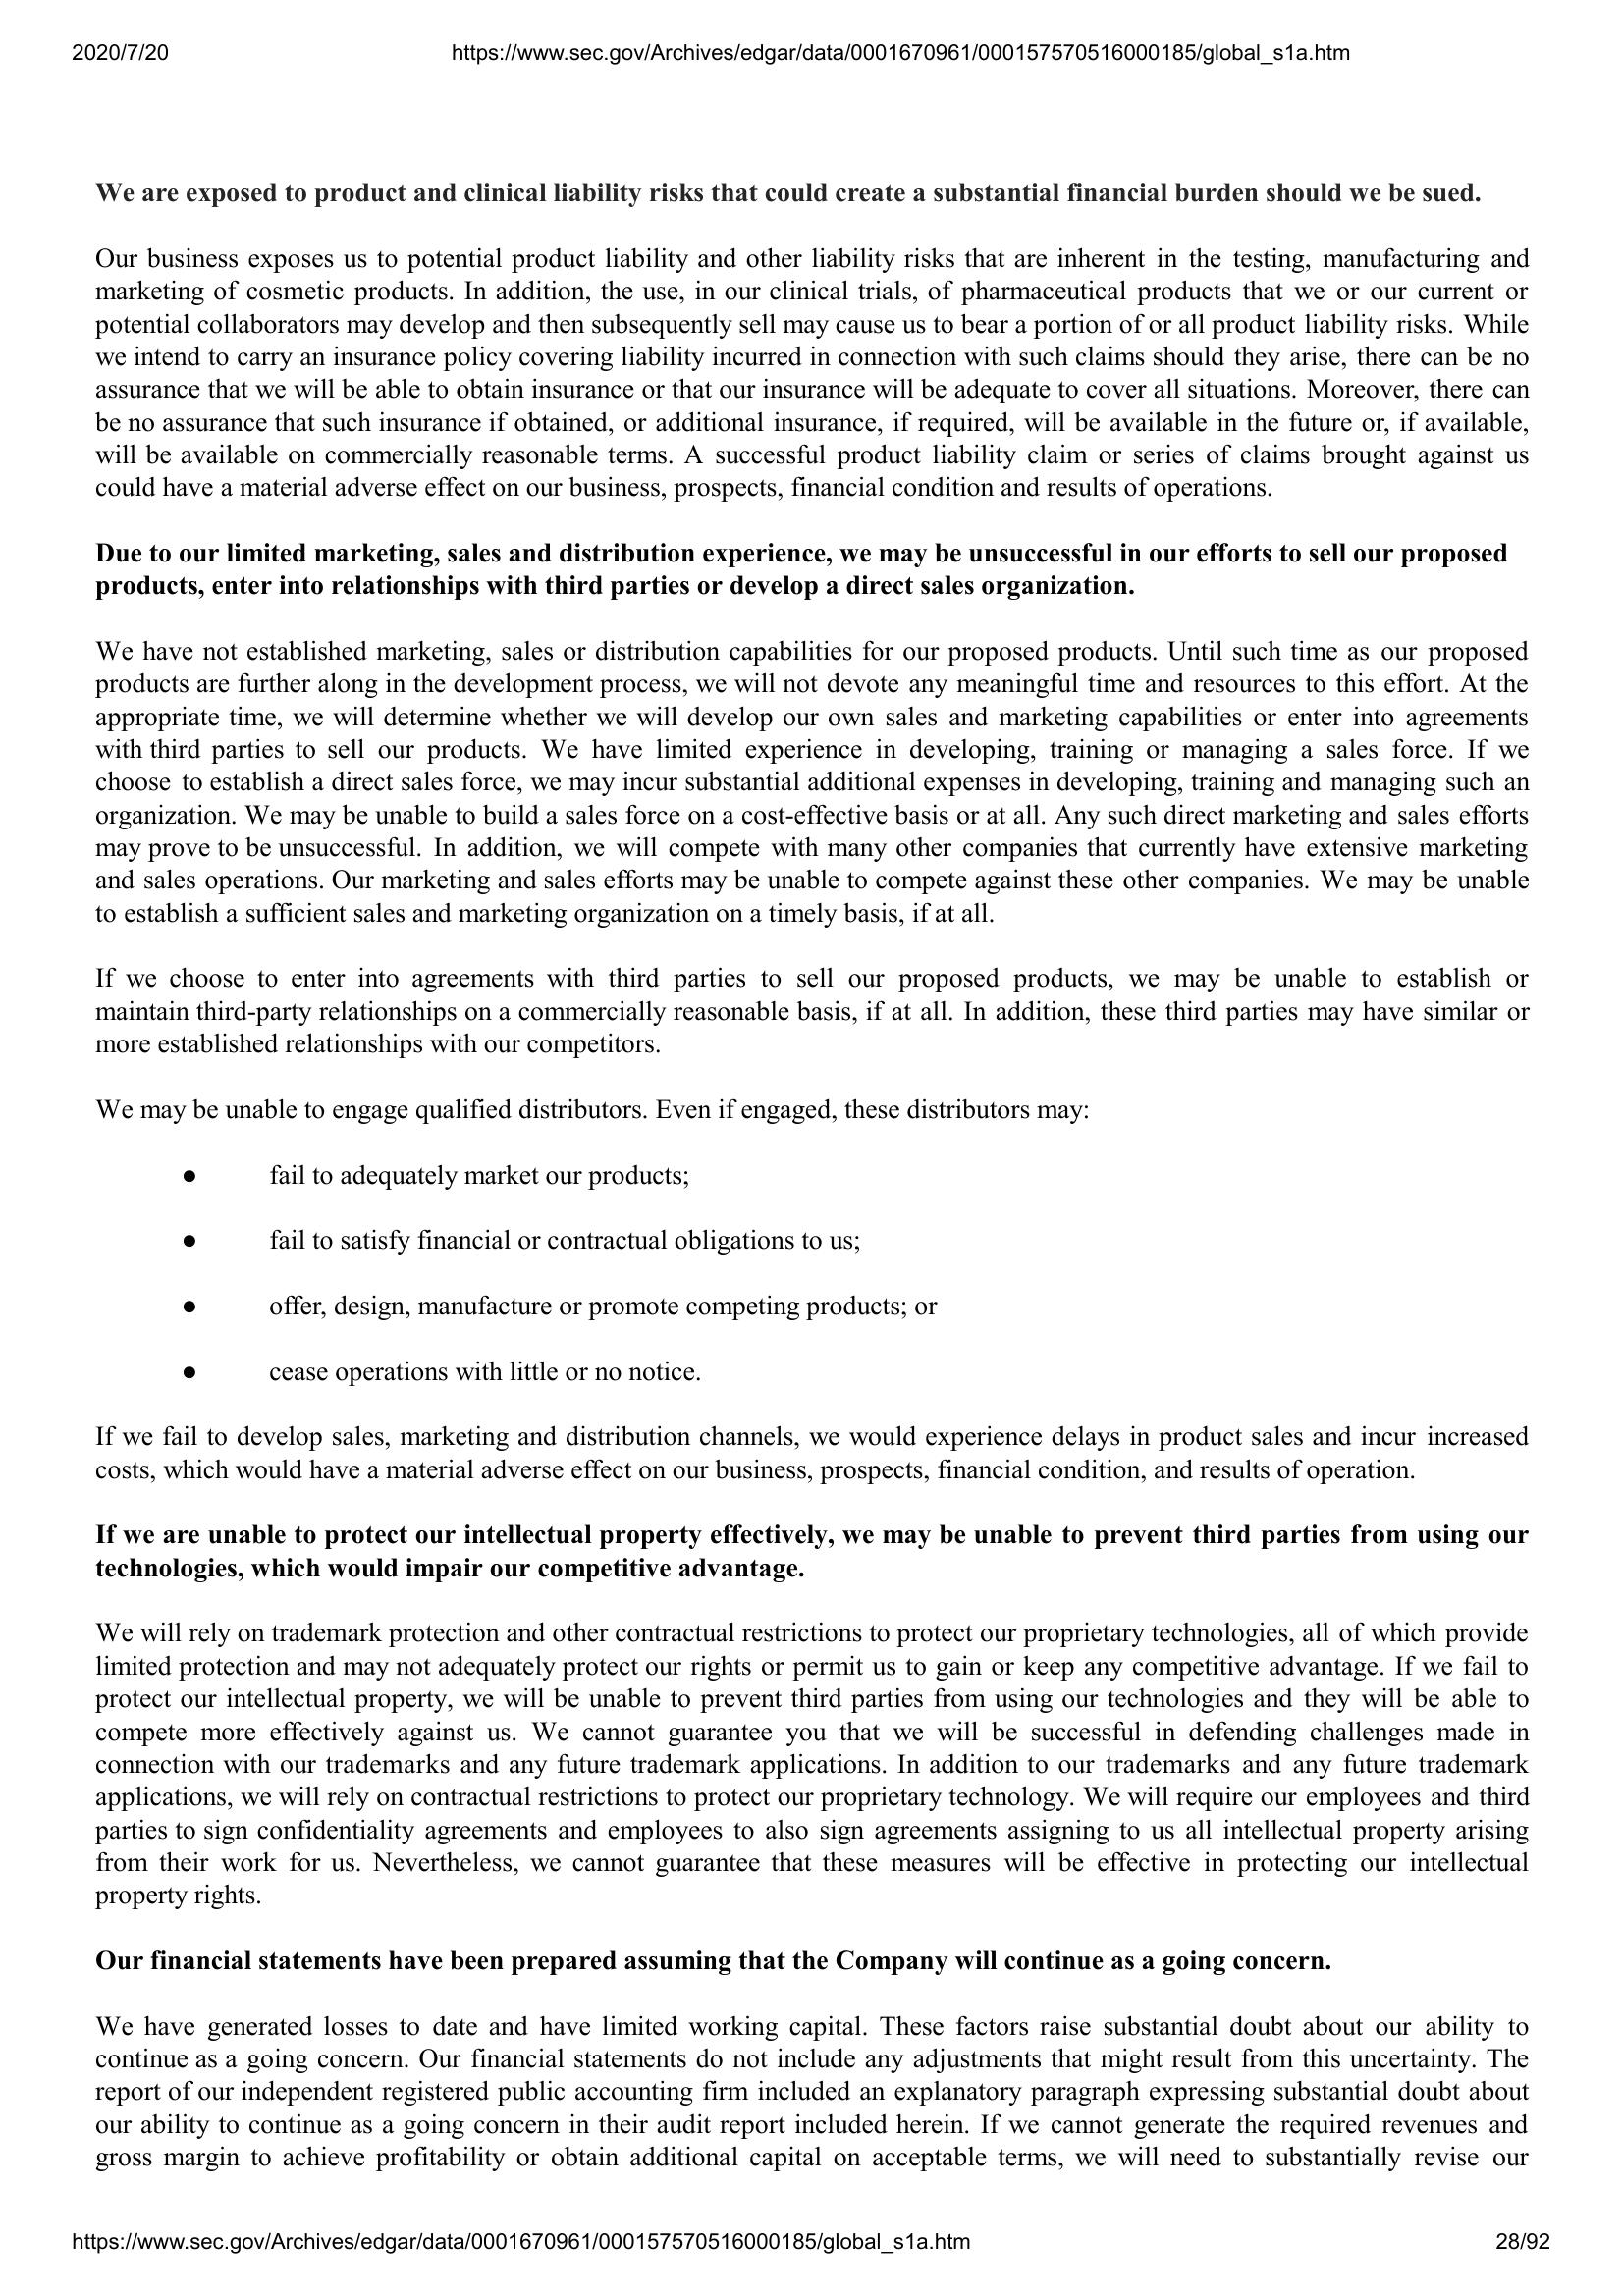 2020/7/20 https://www.sec.gov/Archives/edgar/data/0001670961/000157570516000185/global_s1a.htm
We are exposed to product and clinical liability risks that could create a substantial financial burden should we be sued.
Our business exposes us to potential product liability and other liability risks that are inherent in the testing, manufacturing and
marketing of cosmetic products. In addition, the use, in our clinical trials, of pharmaceutical products that we or our current or
potential collaborators may develop and then subsequently sell may cause us to bear a portion of or all product liability risks. While
we intend to carry an insurance policy covering liability incurred in connection with such claims should they arise, there can be no
assurance that we will be able to obtain insurance or that our insurance will be adequate to cover all situations. Moreover, there can
be no assurance that such insurance if obtained, or additional insurance, if required, will be available in the future or, if available,
will be available on commercially reasonable terms. A successful product liability claim or series of claims brought against us
could have a material adverse effect on our business, prospects, financial condition and results of operations.
Due to our limited marketing, sales and distribution experience, we may be unsuccessful in our efforts to sell our proposed
products, enter into relationships with third parties or develop a direct sales organization.
We have not established marketing, sales or distribution capabilities for our proposed products. Until such time as our proposed
products are further along in the development process, we will not devote any meaningful time and resources to this effort. At the
appropriate time, we will determine whether we will develop our own sales and marketing capabilities or enter into agreements
with third parties to sell our products. We have limited experience in developing, training or managing a sales force. If we
choose to establish a direct sales force, we may incur substantial additional expenses in developing, training and managing such an
organization. We may be unable to build a sales force on a cost-effective basis or at all. Any such direct marketing and sales efforts
may prove to be unsuccessful. In addition, we will compete with many other companies that currently have extensive marketing
and sales operations. Our marketing and sales efforts may be unable to compete against these other companies. We may be unable
to establish a sufficient sales and marketing organization on a timely basis, if at all.
If we choose to enter into agreements with third parties to sell our proposed products, we may be unable to establish or
maintain third-party relationships on a commercially reasonable basis, if at all. In addition, these third parties may have similar or
more established relationships with our competitors.
We may be unable to engage qualified distributors. Even if engaged, these distributors may:
● fail to adequately market our products;
● fail to satisfy financial or contractual obligations to us;
● offer, design, manufacture or promote competing products; or
● cease operations with little or no notice.
If we fail to develop sales, marketing and distribution channels, we would experience delays in product sales and incur increased
costs, which would have a material adverse effect on our business, prospects, financial condition, and results of operation.
If we are unable to protect our intellectual property effectively, we may be unable to prevent third parties from using our
technologies, which would impair our competitive advantage.
We will rely on trademark protection and other contractual restrictions to protect our proprietary technologies, all of which provide
limited protection and may not adequately protect our rights or permit us to gain or keep any competitive advantage. If we fail to
protect our intellectual property, we will be unable to prevent third parties from using our technologies and they will be able to
compete more effectively against us. We cannot guarantee you that we will be successful in defending challenges made in
connection with our trademarks and any future trademark applications. In addition to our trademarks and any future trademark
applications, we will rely on contractual restrictions to protect our proprietary technology. We will require our employees and third
parties to sign confidentiality agreements and employees to also sign agreements assigning to us all intellectual property arising
from their work for us. Nevertheless, we cannot guarantee that these measures will be effective in protecting our intellectual
property rights.
Our financial statements have been prepared assuming that the Company will continue as a going concern.
We have generated losses to date and have limited working capital. These factors raise substantial doubt about our ability to
continue as a going concern. Our financial statements do not include any adjustments that might result from this uncertainty. The
report of our independent registered public accounting firm included an explanatory paragraph expressing substantial doubt about
our ability to continue as a going concern in their audit report included herein. If we cannot generate the required revenues and
gross margin to achieve profitability or obtain additional capital on acceptable terms, we will need to substantially revise our
https://www.sec.gov/Archives/edgar/data/0001670961/000157570516000185/global_s1a.htm 28/92